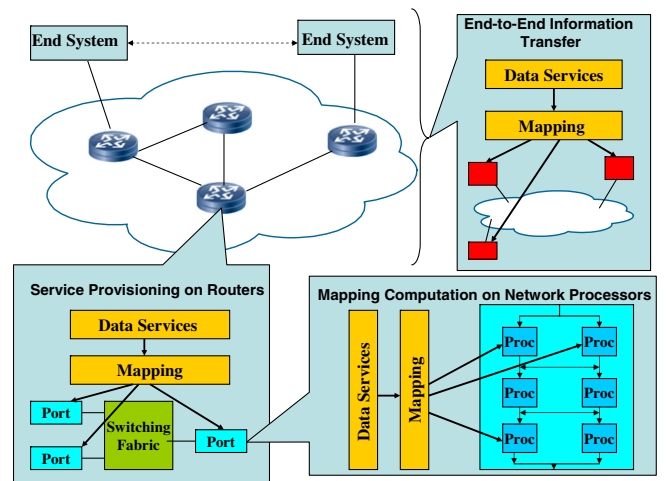 End System
End System
End-to-End Information
Transfer
Data Services
Mapping
Service Provisioning on Routers
Data Services
Mapping
Port
Switching
Fabric
Port
Port
Mapping Computation on Network Processors
Data Services
Mapping
Proc
Proc
Proc
Proc
Proc
Proc